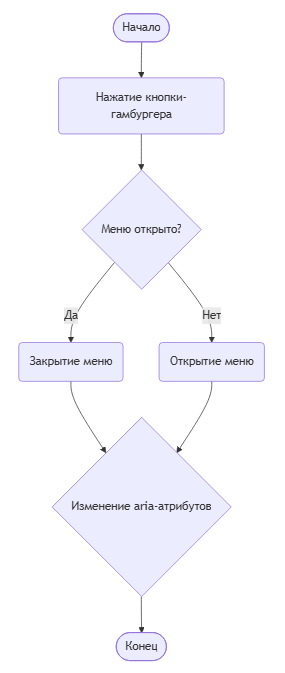 Начало
Нажатие кнопки-
гамбургера
Меню открыто?
Да
Нет
Закрытие меню
Открытие меню
Изменение aria-атрибутов
Конец